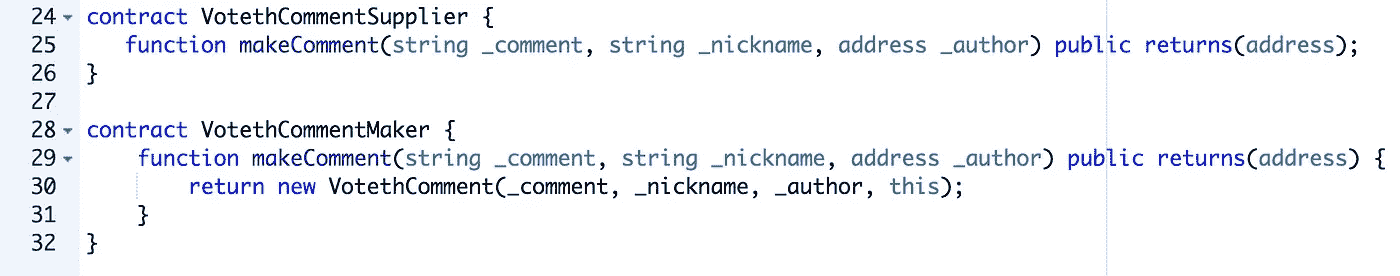 24 contract VotethCommentSupplier {
25 function makeComment(string _comment, string _nickname, address _author) public returns(address);
26 }
27
28 contract VotethCommentMaker {
29 function makeComment(string _comment, string _nickname, address _author) public returns(address) {
30 return new VotethComment(_comment, _nickname, _author, this);
31 }
32 }